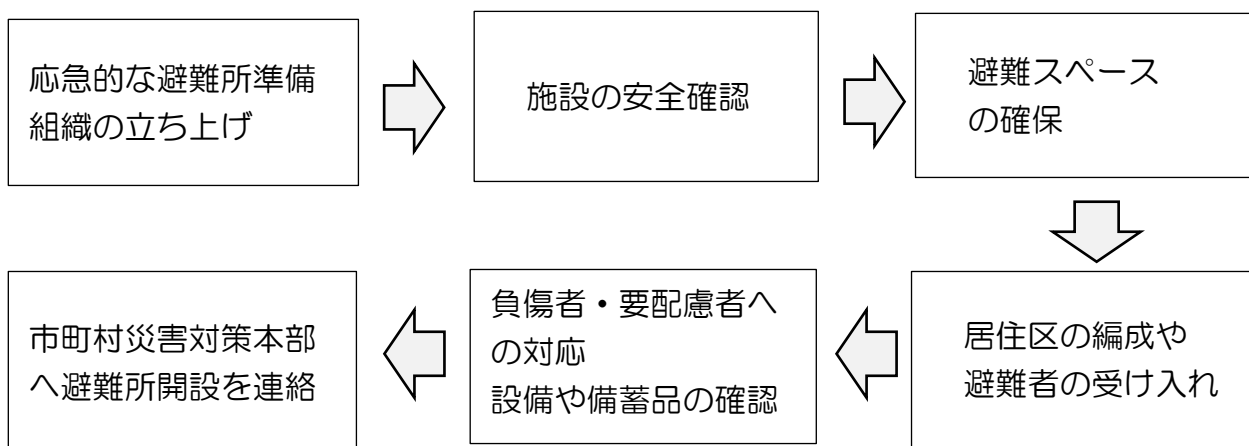 応急的な避難所準備
組織の立ち上げ
施設の安全確認
避難スペース
の確保
居住区の編成や
避難者の受け入れ
負傷者・要配慮者へ
の対応
設備や備蓄品の確認
市町村災害対策本部
へ避難所開設を連絡